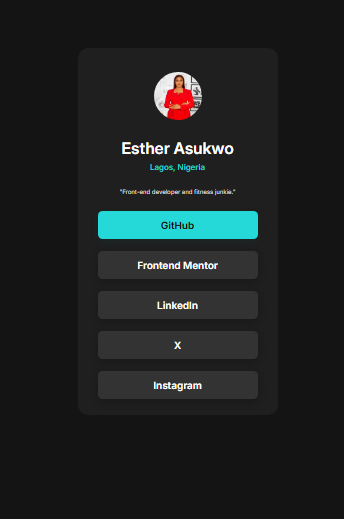 Esther Asukwo
Lagos, Nigeria
"Front-end developer and fitness junkie."
GitHub
Frontend Mentor
LinkedIn
X
Instagram